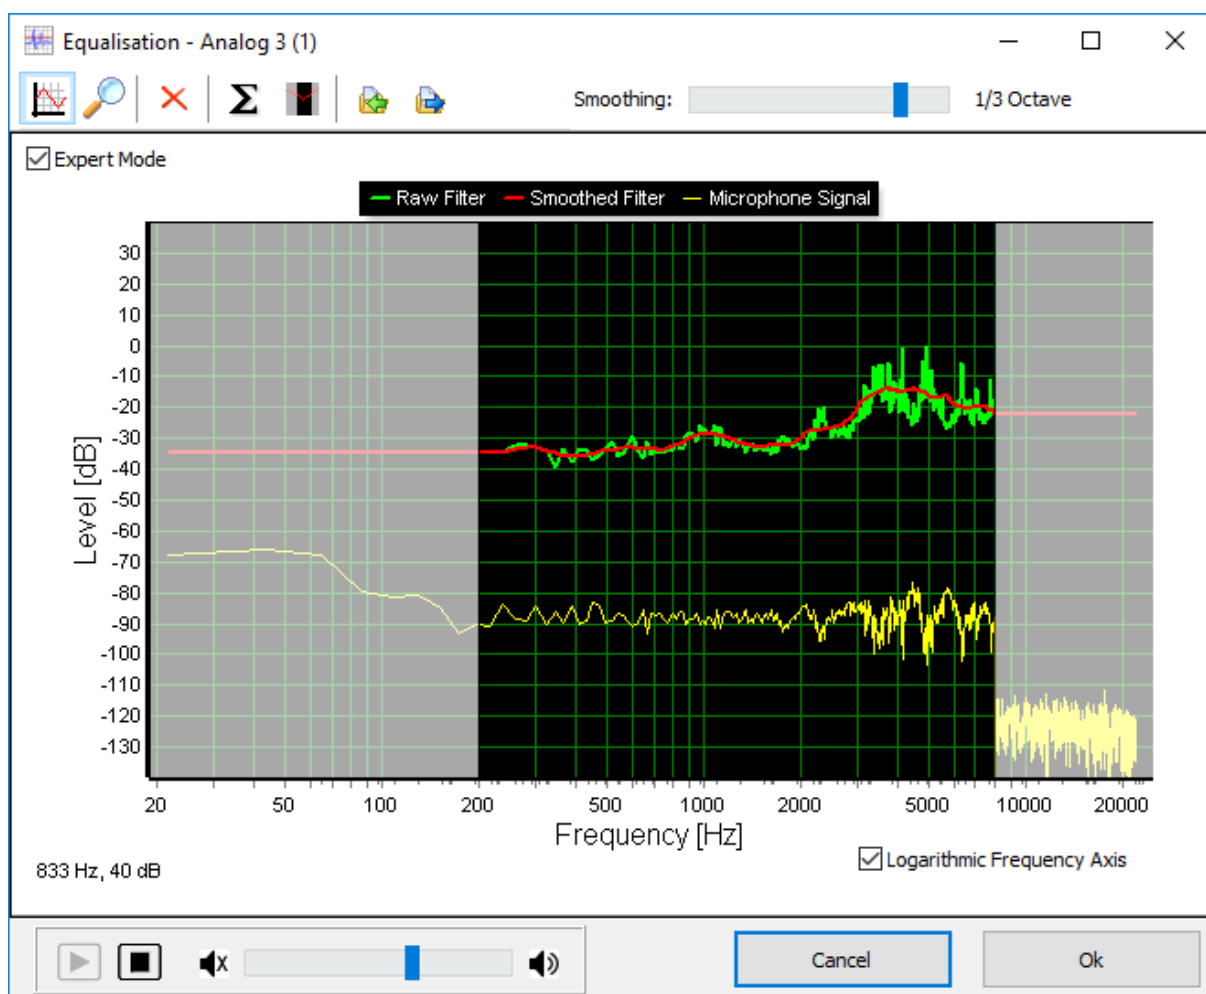 Equalisation - Analog 3 (1)
Smoothing: 1/3 Octave
Expert Mode
Raw Filter Smoothed Filter Microphone Signal
30
20
10
0
-10
-20
-30
-40
-50
-60
-70
-80
-90
-100
-110
-120
-130
Level [dB]
20 50 100 200 500 1000 2000 5000 10000 20000
Frequency [Hz]
Logarithmic Frequency Axis
833 Hz, 40 dB
Cancel Ok